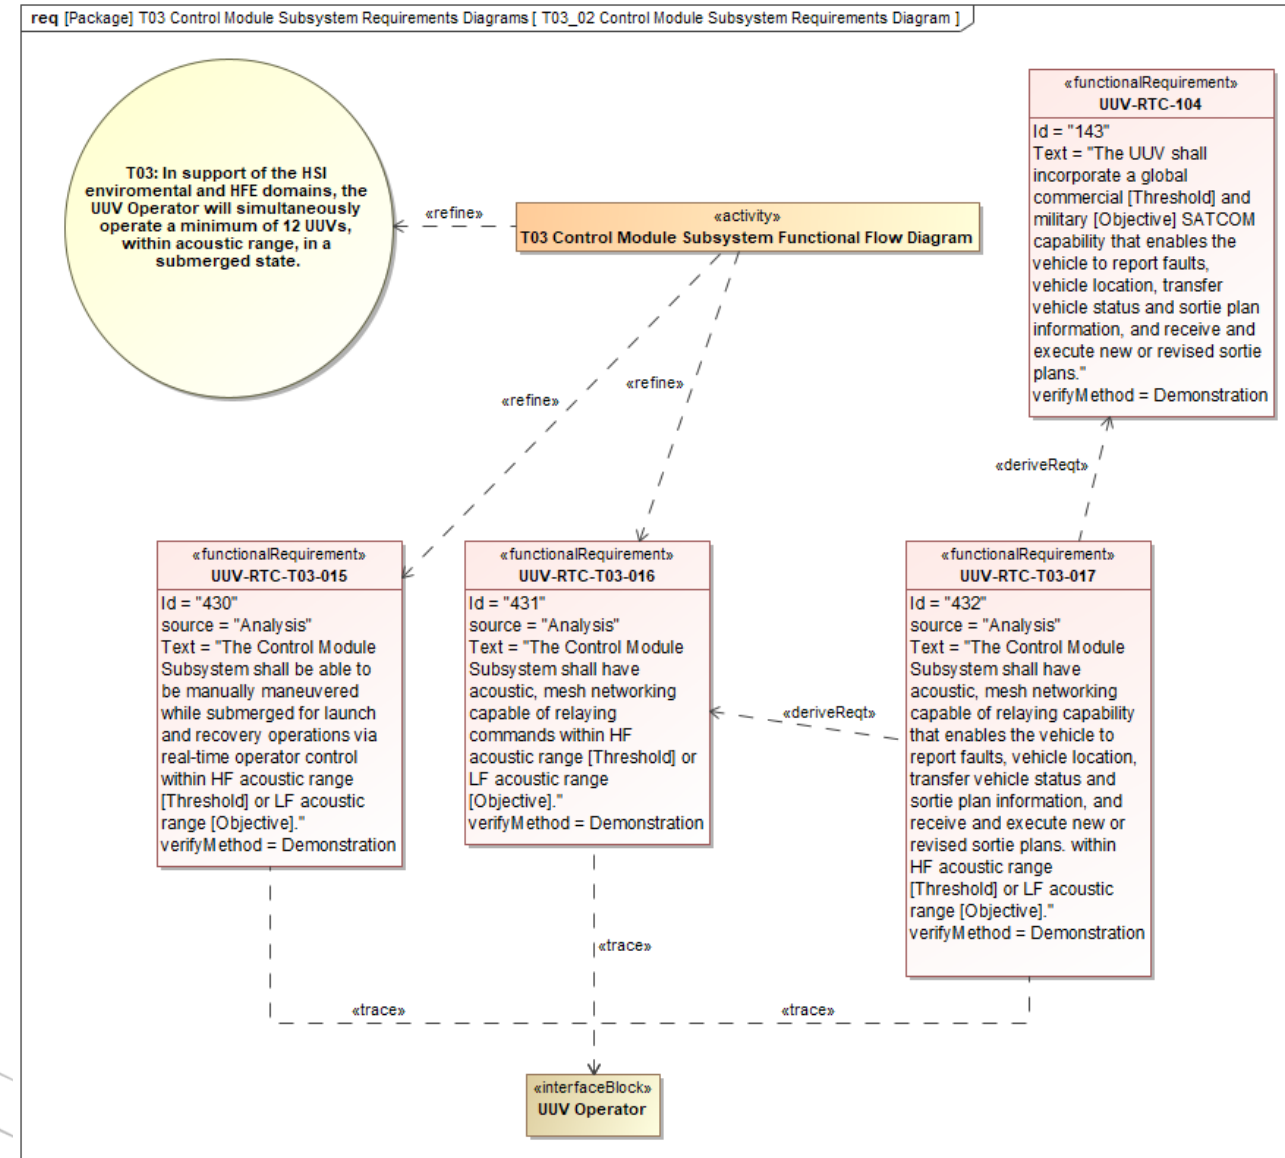 req [Package] T03 Control Module Subsystem Requirements Diagrams [ T03_02 Control Module Subsystem Requirements Diagram ]
T03: In support of the HSI
enviromental and HFE domains, the
UUV Operator will simultaneously
operate a minimum of 12 UUVs,
within acoustic range, in a
submerged state.
«refine»
«activity»
T03 Control Module Subsystem Functional Flow Diagram
«functionalRequirement»
UUV-RTC-104
Id = "143"
Text = "The UUV shall
incorporate a global
commercial [Threshold] and
military [Objective] SATCOM
capability that enables the
vehicle to report faults,
vehicle location, transfer
vehicle status and sortie plan
information, and receive and
execute new or revised sortie
plans."
verifyMethod = Demonstration
«refine»
«refine»
«deriveReqt»
«functionalRequirement»
UUV-RTC-T03-015
Id = "430"
source = "Analysis"
Text = "The Control Module
Subsystem shall be able to
be manually maneuvered
while submerged for launch
and recovery operations via
real-time operator control
within HF acoustic range
[Threshold] or LF acoustic
range [Objective]."
verifyMethod = Demonstration
«functionalRequirement»
UUV-RTC-T03-016
Id = "431"
source = "Analysis"
Text = "The Control Module
Subsystem shall have
acoustic, mesh networking
capable of relaying
commands within HF
acoustic range [Threshold] or
LF acoustic range
[Objective]."
verifyMethod = Demonstration
«deriveReqt»
«functionalRequirement»
UUV-RTC-T03-017
Id = "432"
source = "Analysis"
Text = "The Control Module
Subsystem shall have
acoustic, mesh networking
capable of relaying capability
that enables the vehicle to
report faults, vehicle location,
transfer vehicle status and
sortie plan information, and
receive and execute new or
revised sortie plans. within
HF acoustic range
[Threshold] or LF acoustic
range [Objective]."
verifyMethod = Demonstration
«trace»
«trace»
«trace»
«interfaceBlock»
UUV Operator